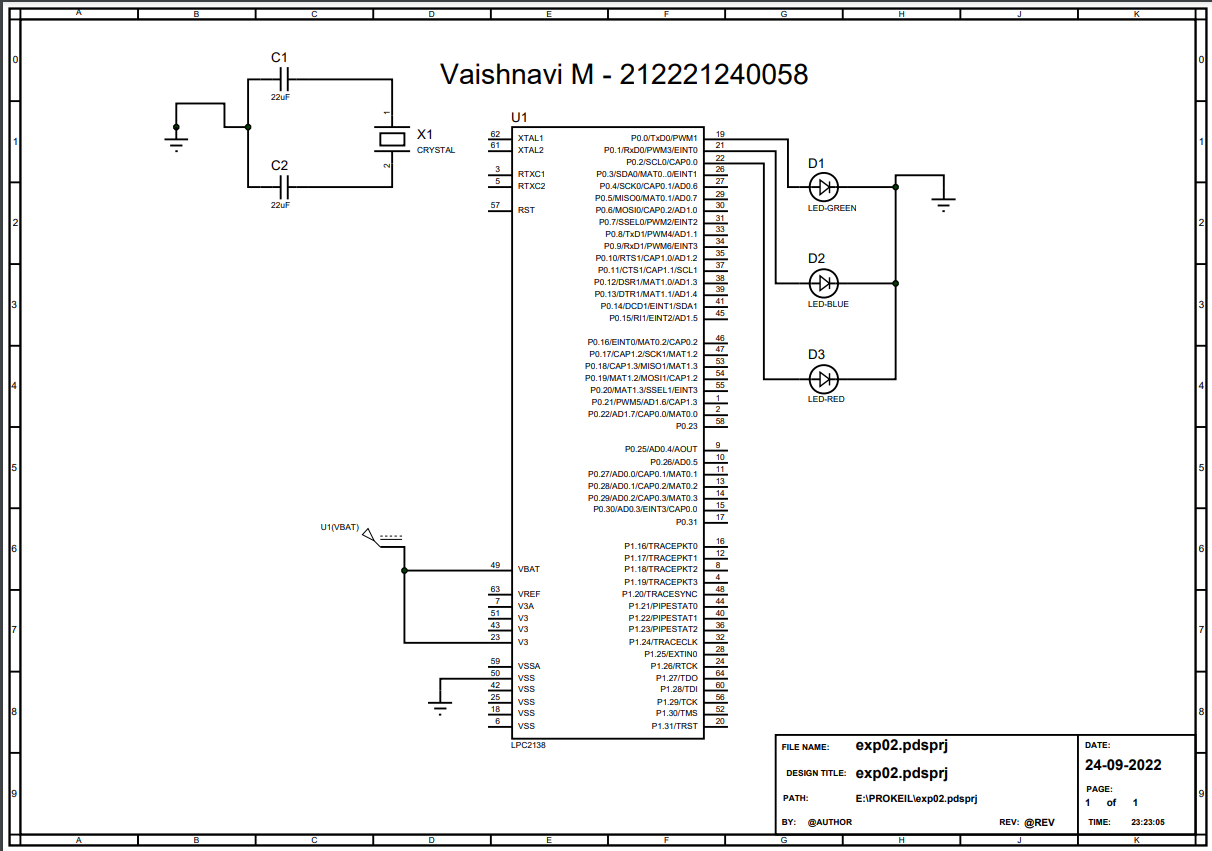 A B C D E F G H J K
0 0
C1
22uF
Vaishnavi M - 212221240058
1 1
1
X1
CRYSTAL
2
C2
22uF
2 2
3 3
4 4
5 5
6 6
7 7
8 8
9 9
U1
62 XTAL1
61 XTAL2
3 RTXC1
5 RTXC2
57 RST
49 VBAT
63 VREF
7 V3A
51 V3
43 V3
23 V3
59 VSSA
50 VSS
42 VSS
25 VSS
18 VSS
6 VSS
P0.0/TxD0/PWM1 19
P0.1/RxD0/PWM3/EINT0 21
P0.2/SCL0/CAP0.0 22
P0.3/SDA0/MAT0..0/EINT1 26
P0.4/SCK0/CAP0.1/AD0.6 27
P0.5/MISO0/MAT0.1/AD0.7 29
P0.6/MOSI0/CAP0.2/AD1.0 30
P0.7/SSEL0/PWM2/EINT2 31
P0.8/TxD1/PWM4/AD1.1 33
P0.9/RxD1/PWM6/EINT3 34
P0.10/RTS1/CAP1.0/AD1.2 35
P0.11/CTS1/CAP1.1/SCL1 37
P0.12/DSR1/MAT1.0/AD1.3 38
P0.13/DTR1/MAT1.1/AD1.4 39
P0.14/DCD1/EINT1/SDA1 41
P0.15/RI1/EINT2/AD1.5 45
P0.16/EINT0/MAT0.2/CAP0.2 46
P0.17/CAP1.2/SCK1/MAT1.2 47
P0.18/CAP1.3/MISO1/MAT1.3 53
P0.19/MAT1.2/MOSI1/CAP1.2 54
P0.20/MAT1.3/SSEL1/EINT3 55
P0.21/PWM5/AD1.6/CAP1.3 1
P0.22/AD1.7/CAP0.0/MAT0.0 2
P0.23 58
P0.25/AD0.4/AOUT 9
P0.26/AD0.5 10
P0.27/AD0.0/CAP0.1/MAT0.1 11
P0.28/AD0.1/CAP0.2/MAT0.2 13
P0.29/AD0.2/CAP0.3/MAT0.3 14
P0.30/AD0.3/EINT3/CAP0.0 15
P0.31 17
P1.16/TRACEPKT0 16
P1.17/TRACEPKT1 12
P1.18/TRACEPKT2 8
P1.19/TRACEPKT3 4
P1.20/TRACESYNC 48
P1.21/PIPESTAT0 44
P1.22/PIPESTAT1 40
P1.23/PIPESTAT2 36
P1.24/TRACECLK 32
P1.25/EXTIN0 28
P1.26/RTCK 24
P1.27/TDO 64
P1.28/TDI 60
P1.29/TCK 56
P1.30/TMS 52
P1.31/TRST 20
LPC2138
D1
LED-GREEN
D2
LED-BLUE
D3
LED-RED
U1(VBAT)
FILE NAME: exp02.pdsprj
DESIGN TITLE: exp02.pdsprj
PATH: E:\PROKEIL\exp02.pdsprj
BY: @AUTHOR REV: @REV
DATE:
24-09-2022
PAGE:
1 of 1
TIME: 23:23:05
A B C D E F G H J K